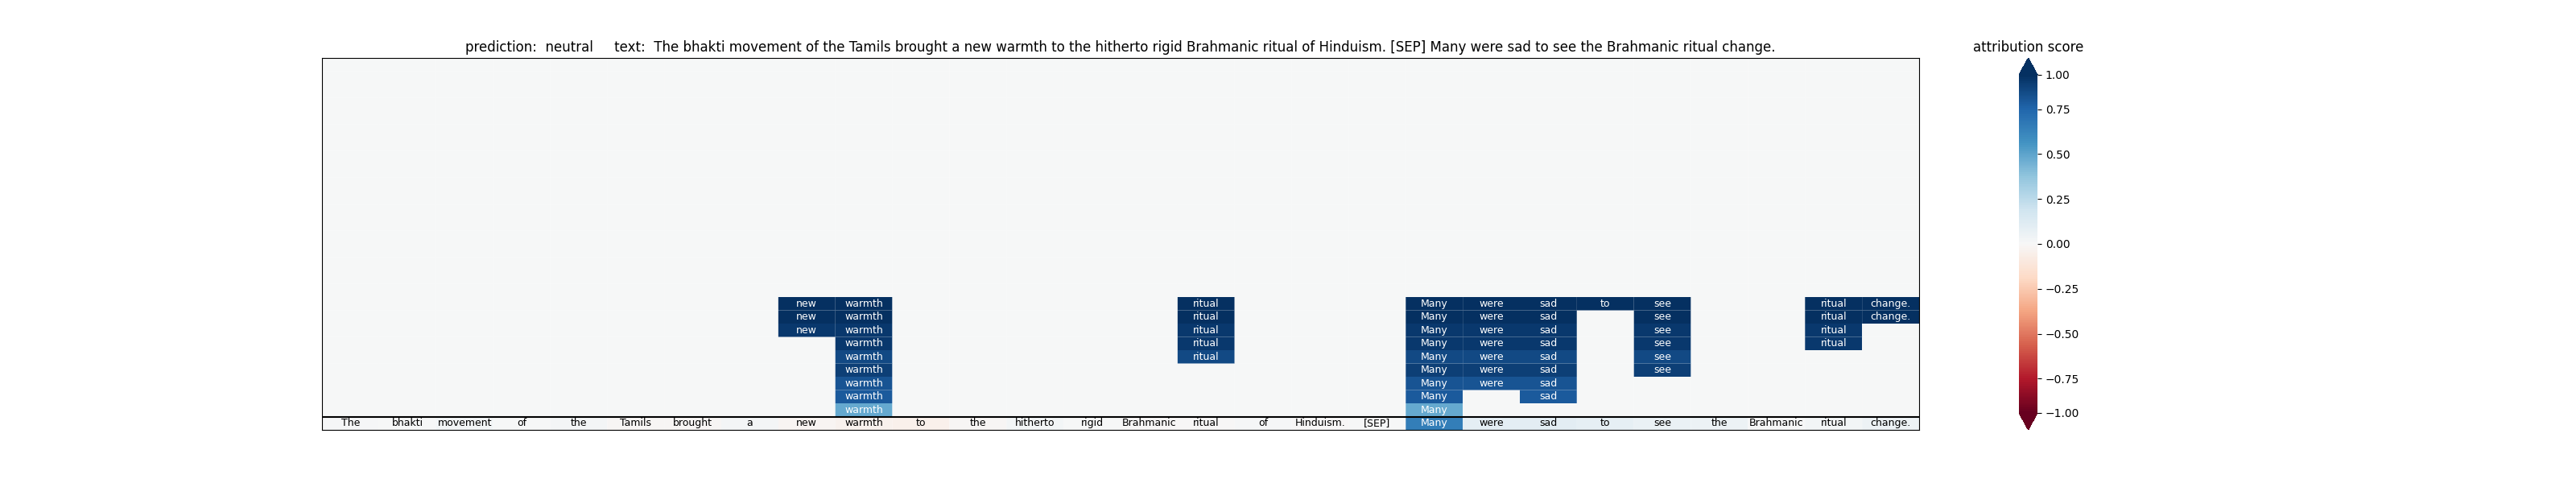 prediction:  neutral     text:  The bhakti movement of the Tamils brought a new warmth to the hitherto rigid Brahmanic ritual of Hinduism. [SEP] Many were sad to see the Brahmanic ritual change.
attribution score
1.00
0.75
0.50
0.25
0.00
−0.25
−0.50
−0.75
−1.00
new warmth ritual Many were sad to see ritual change.
new warmth ritual Many were sad see ritual change.
new warmth ritual Many were sad see ritual
warmth ritual Many were sad see ritual
warmth ritual Many were sad see
warmth Many were sad see
warmth Many were sad
warmth Many sad
warmth Many
The bhakti movement of the Tamils brought a new warmth to the hitherto rigid Brahmanic ritual of Hinduism. [SEP] Many were sad to see the Brahmanic ritual change.